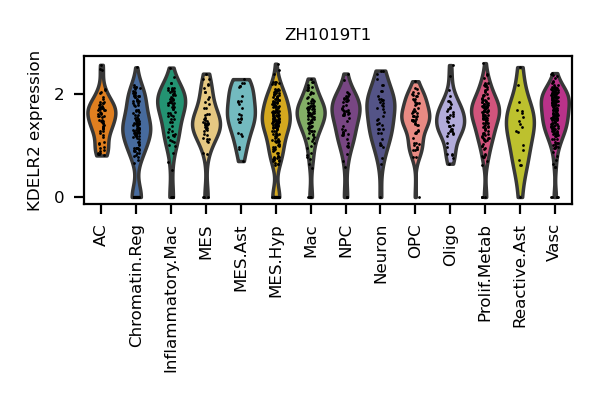 ZH1019T1
KDELR2 expression
2
0
AC
Chromatin.Reg
Inflammatory.Mac
MES
MES.Ast
MES.Hyp
Mac
NPC
Neuron
OPC
Oligo
Prolif.Metab
Reactive.Ast
Vasc